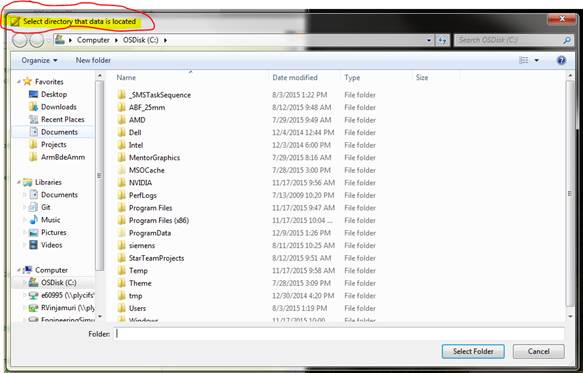 Select directory that data is located
Computer OSDisk (C:) Search OSDisk (C:)
Organize New folder
Name Date modified Type Size
Favorites
Desktop
Downloads
Recent Places
Documents
Projects
ArmBdeAmm
Libraries
Documents
Git
Music
Pictures
Videos
Computer
OSDisk (C:)
e60995 (\\plycifs
RVinjamuri (\\ply
_SMSTaskSequence 8/3/2015 1:22 PM File folder
ABF_25mm 8/12/2015 9:48 AM File folder
AMD 7/29/2015 9:49 AM File folder
Dell 12/4/2014 12:44 PM File folder
Intel 12/3/2014 6:00 PM File folder
MentorGraphics 7/29/2015 8:16 AM File folder
MSOCache 7/28/2015 3:00 PM File folder
NVIDIA 11/17/2015 9:56 AM File folder
PerfLogs 7/13/2009 10:20 PM File folder
Program Files 11/17/2015 9:47 AM File folder
Program Files (x86) 11/17/2015 10:04 ... File folder
ProgramData 12/9/2015 1:26 PM File folder
siemens 8/11/2015 10:25 AM File folder
StarTeamProjects 8/12/2015 9:51 AM File folder
Temp 11/17/2015 9:58 AM File folder
Theme 7/28/2015 3:09 PM File folder
tmp 12/30/2014 4:20 PM File folder
Users 8/3/2015 1:19 PM File folder
Windows 11/17/2015 10:00 File folder
Folder:
Select Folder Cancel